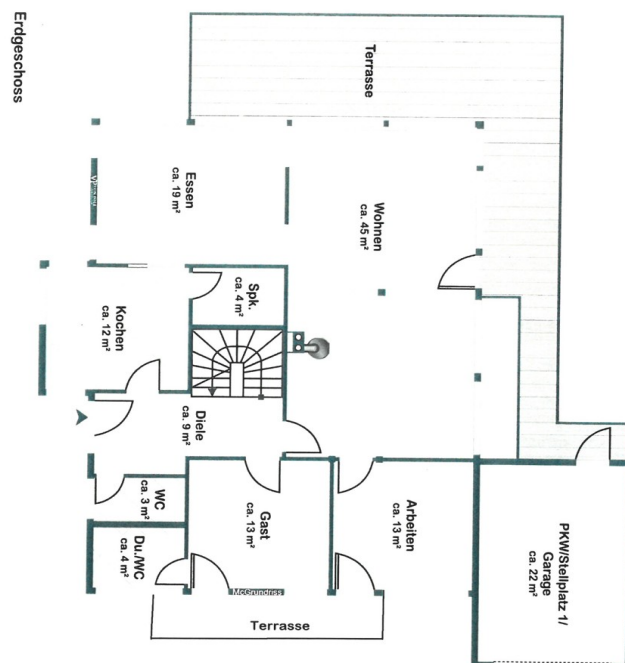 Erdgeschoss
Terrasse
Essen
ca. 19 m²
Wohnen
ca. 45 m²
Spk.
ca. 4 m²
Kochen
ca. 12 m²
Diele
ca. 9 m²
WC
ca. 3 m²
Du./WC
ca. 4 m²
Gast
ca. 13 m²
Arbeiten
ca. 13 m²
PKW/Stellplatz 1/
Garage
ca. 22 m²
McGrundriss
Terrasse